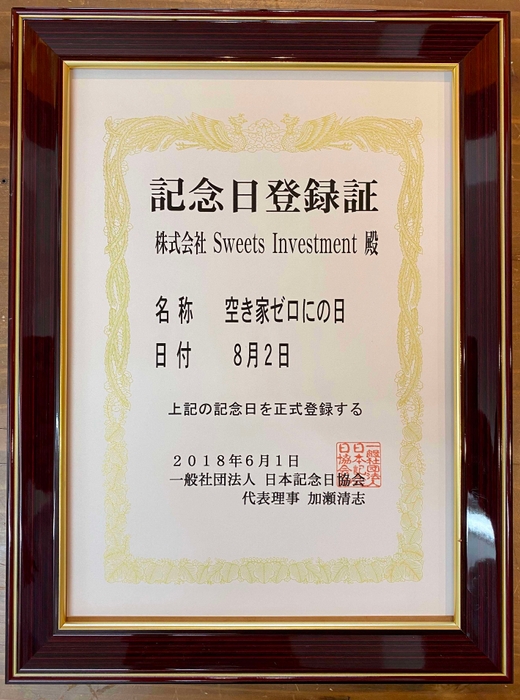 記念日登録証
株式会社 Sweets Investment 殿
名称 空き家ゼロにの日
日付 8月2日
上記の記念日を正式登録する
2018年6月1日
一般社団法人 日本記念日協会
代表理事 加瀬清志
一般社団法人
日本記念
日協会